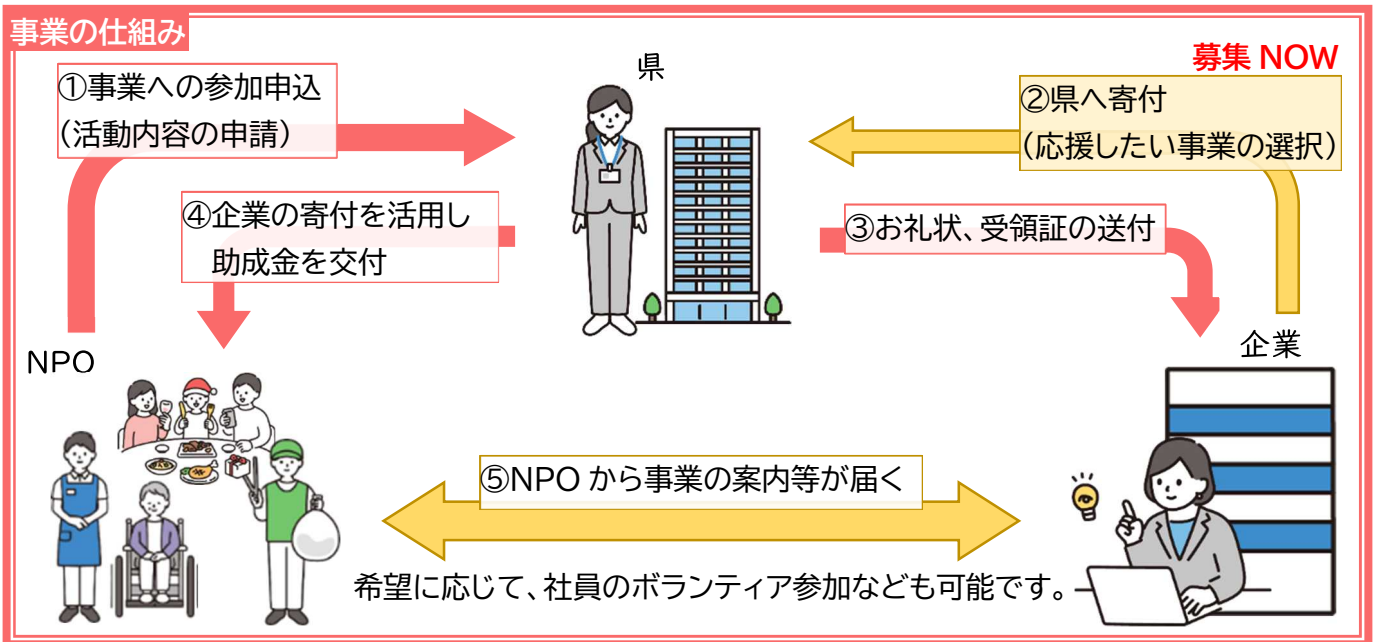 事業の仕組み
県
募集 NOW
①事業への参加申込
(活動内容の申請)
②県へ寄付
(応援したい事業の選択)
④企業の寄付を活用し
助成金を交付
③お礼状、受領証の送付
NPO
企業
⑤NPO から事業の案内等が届く
希望に応じて、社員のボランティア参加なども可能です。